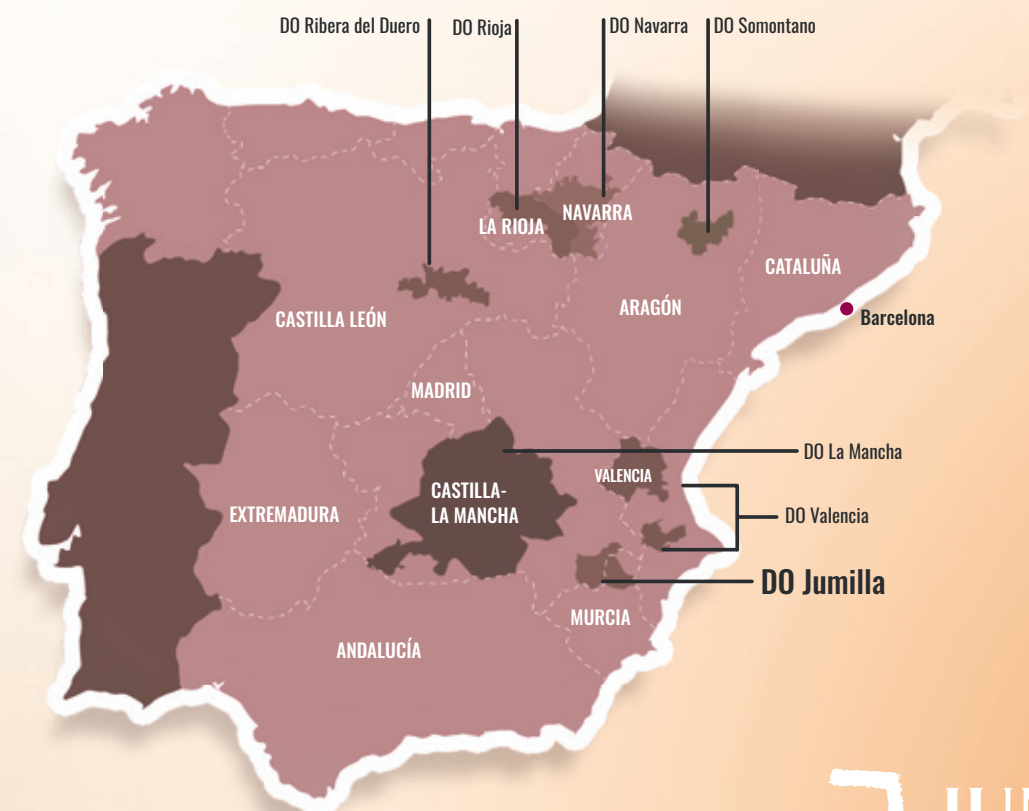 DO Ribera del Duero
DO Rioja
DO Navarra
DO Somontano
LA RIOJA
NAVARRA
CATALUÑA
ARAGÓN
CASTILLA LEÓN
Barcelona
MADRID
DO La Mancha
VALENCIA
CASTILLA-
LA MANCHA
EXTREMADURA
DO Valencia
DO Jumilla
MURCIA
ANDALUCÍA